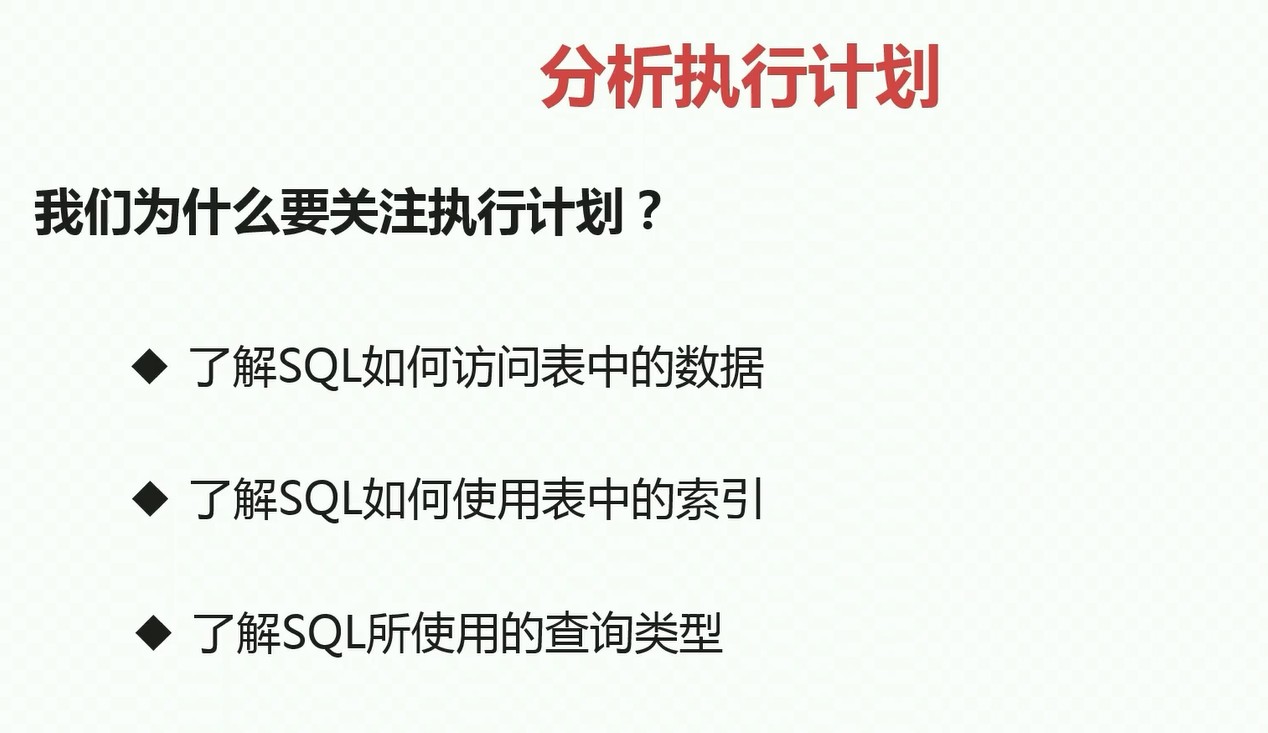 分析执行计划
我们为什么要关注执行计划？
◆ 了解SQL如何访问表中的数据
◆ 了解SQL如何使用表中的索引
◆ 了解SQL所使用的查询类型